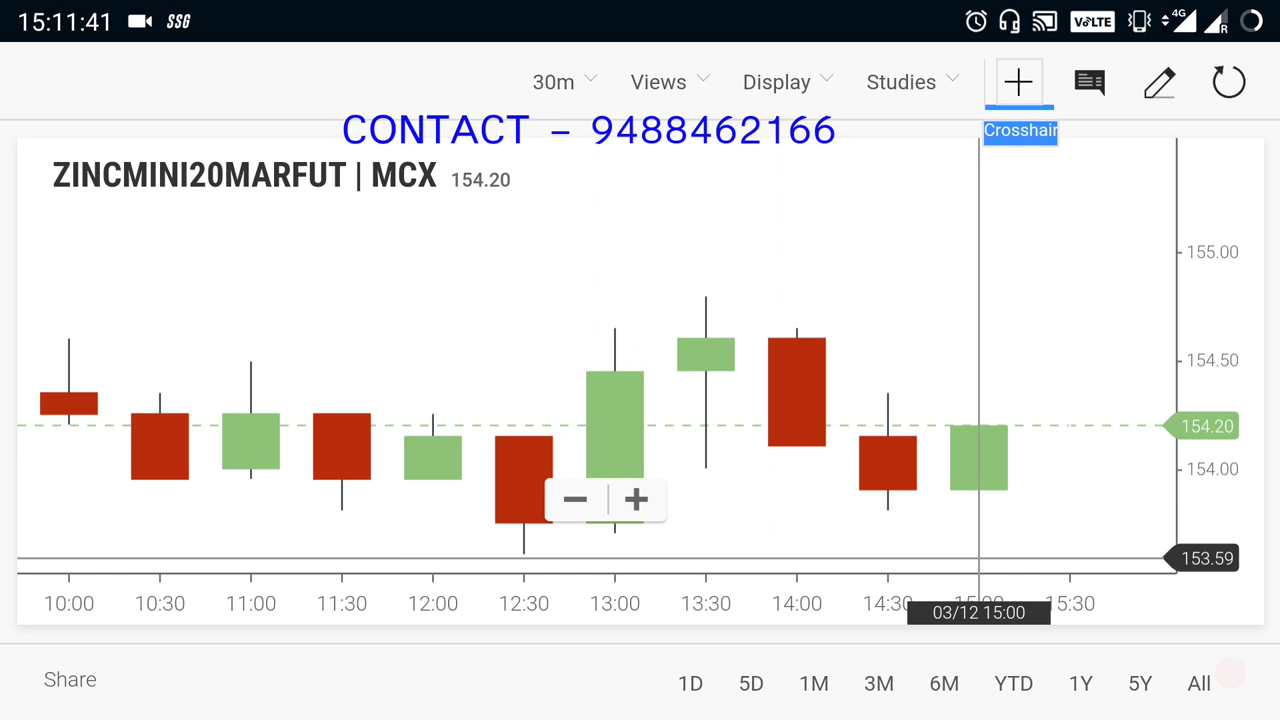 15:11:41 SSG VoLTE 4G R
30m Views Display Studies
CONTACT - 9488462166
Crosshair
ZINCMINI20MARFUT | MCX 154.20
155.00
154.50
154.20
154.00
153.59
10:00 10:30 11:00 11:30 12:00 12:30 13:00 13:30 14:00 14:30 15:00 15:30
03/12 15:00
Share 1D 5D 1M 3M 6M YTD 1Y 5Y All